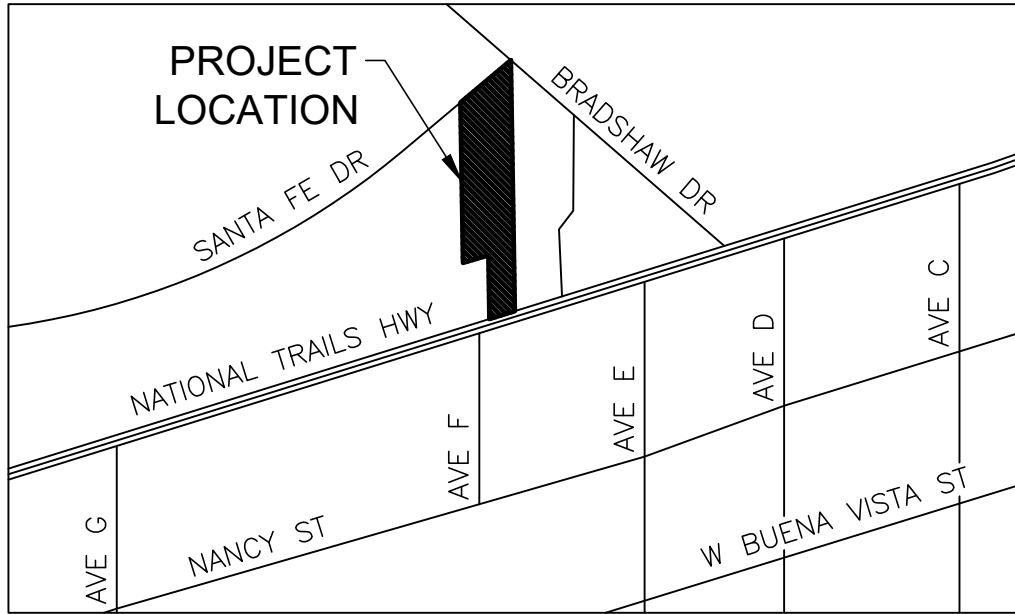 PROJECT
LOCATION
BRADSHAW DR
SANTA FE DR
NATIONAL TRAILS HWY
AVE C
AVE D
AVE E
AVE F
AVE G
NANCY ST
W BUENA VISTA ST